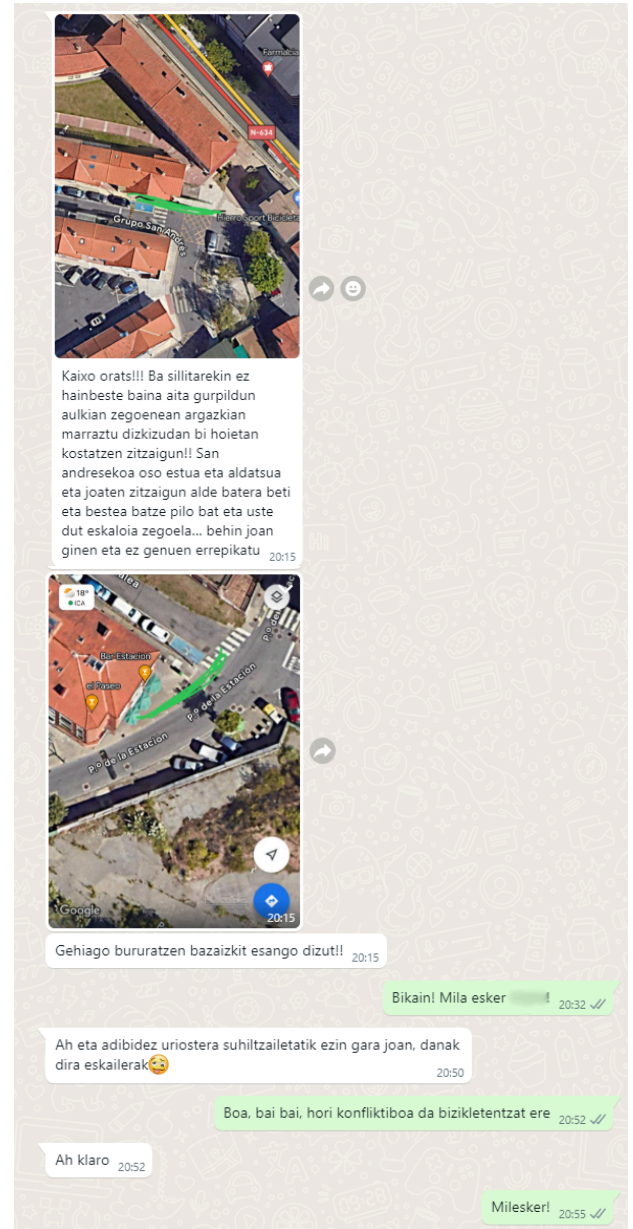 Farmacia
N-634
Grupo San Andrés
Hierro Sport Bicicleta
Kaixo orats!!! Ba sillitarekin ez
hainbeste baina aita gurpildun
aulkian zegoenean argazkian
marraztu dizkizudan bi hoietan
kostatzen zitzaigun!! San
andresekoa oso estua eta aldatsua
eta joaten zitzaigun alde batera beti
eta bestea batze pilo bat eta uste
dut eskaloia zegoela... behin joan
ginen eta ez genuen errepikatu 20:15
18°
ICA
Bar Estacion
el Paseo
P.º de
P.º de la Estación
P.º de la Estación
Google
20:15
Gehiago bururatzen bazaizkit esango dizut!! 20:15
Bikain! Mila esker ! 20:32
Ah eta adibidez uriostera suhiltzailetatik ezin gara joan, danak
dira eskailerak😅 20:50
Boa, bai bai, hori konfliktiboa da bizikletentzat ere 20:52
Ah klaro 20:52
Milesker! 20:55